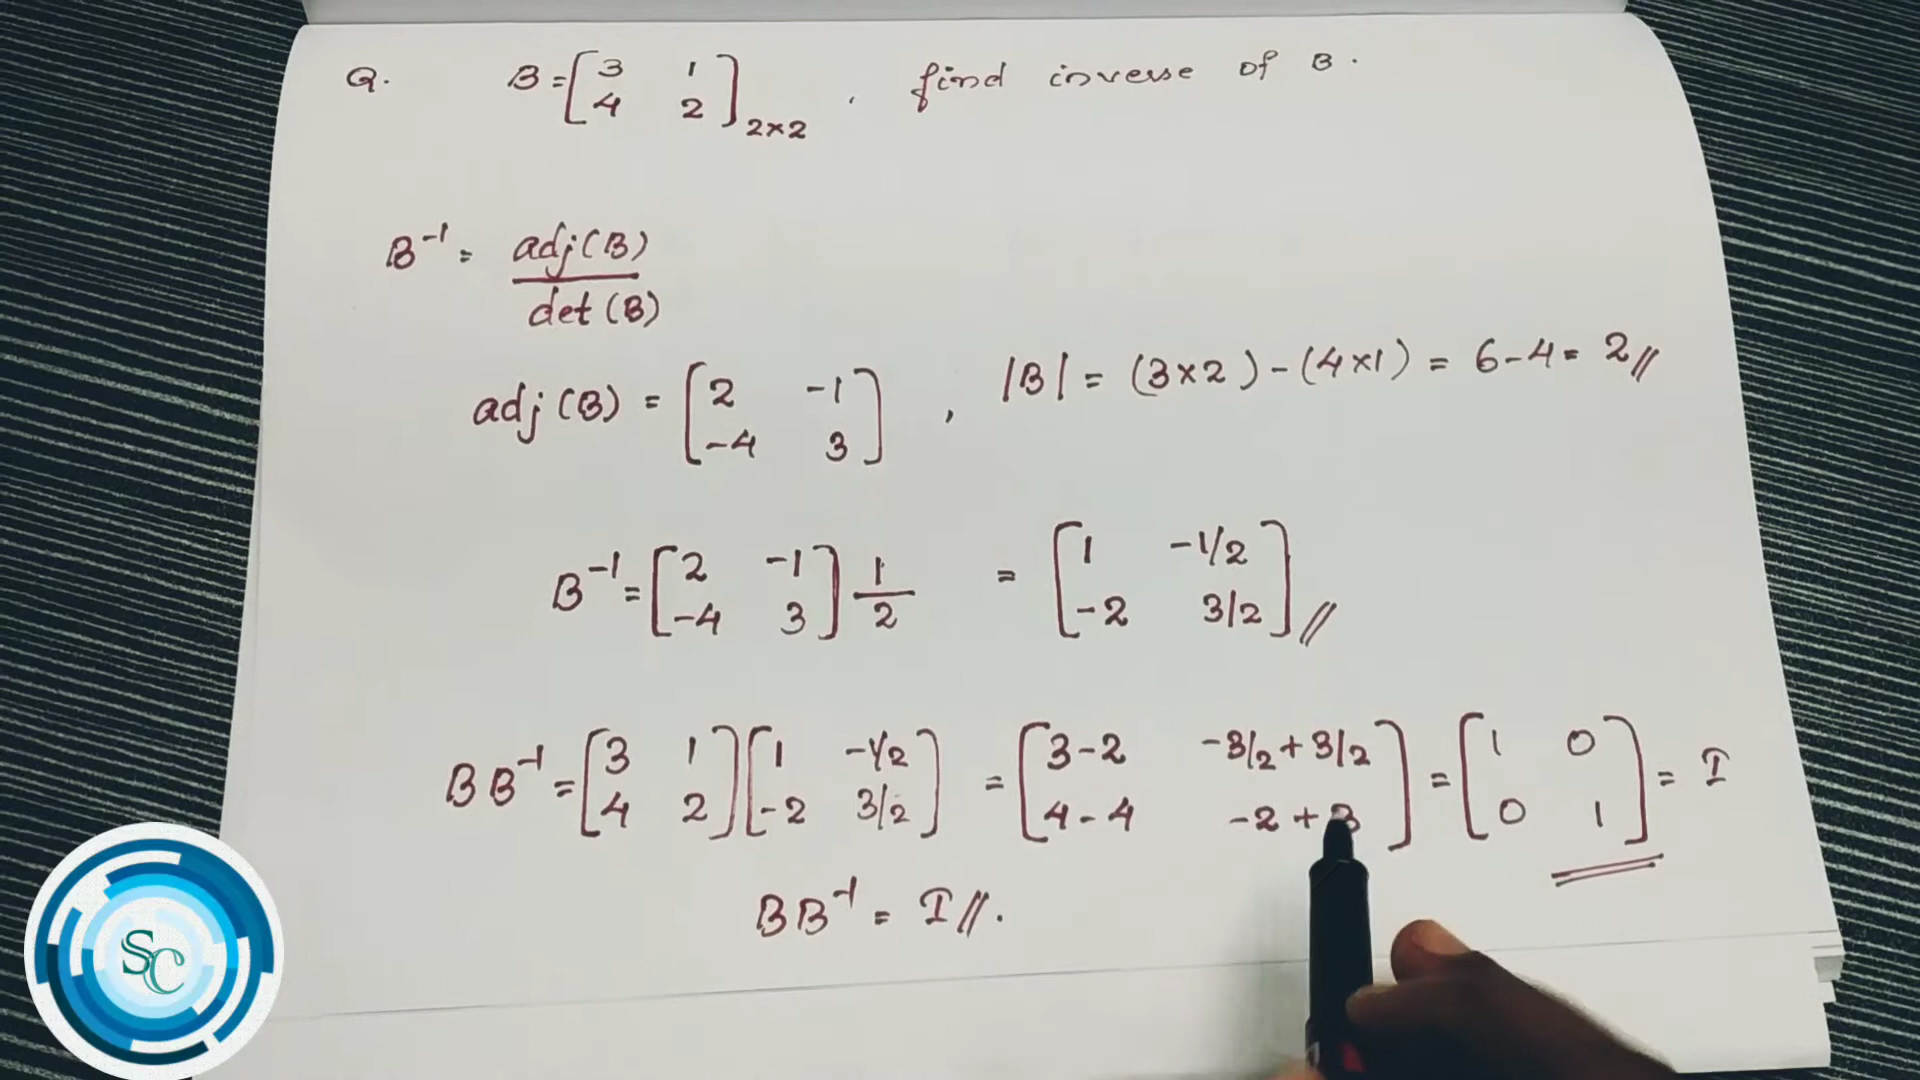 Q. B = [3 1 4 2]2×2 , find inverse of B.
B⁻¹ = adj(B) / det(B)
adj(B) = [2 -1 -4 3] , |B| = (3×2) - (4×1) = 6-4 = 2//
B⁻¹ = [2 -1 -4 3] 1/2 = [1 -1/2 -2 3/2]//
BB⁻¹ = [3 1 4 2][1 -1/2 -2 3/2] = [3-2 -3/2+3/2 4-4 -2+3] = [1 0 0 1] = I
BB⁻¹ = I//.
SC